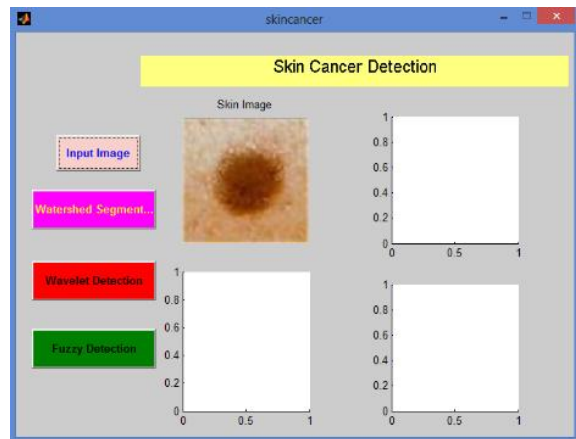 skincancer
Skin Cancer Detection
Skin Image
Input Image
Watershed Segment...
Wavelet Detection
Fuzzy Detection
1
0.8
0.6
0.4
0.2
0
0 0.5 1
1
0.8
0.6
0.4
0.2
0
0 0.5 1
1
0.8
0.6
0.4
0.2
0
0 0.5 1